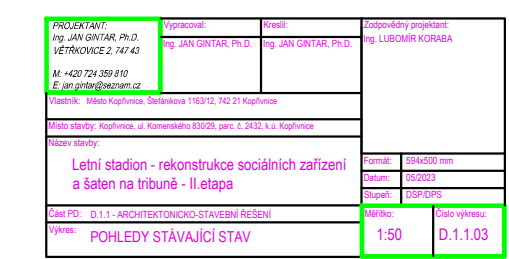 PROJEKTANT:
Ing. JAN GINTAR, Ph.D.
VĚTŘKOVICE 2, 747 43
M: +420 724 359 810
E: jan.gintar@seznam.cz
Vypracoval:
Ing. JAN GINTAR, Ph.D.
Kreslil:
Ing. JAN GINTAR, Ph.D.
Zodpovědný projektant:
Ing. LUBOMÍR KORABA
Vlastník: Město Kopřivnice, Štefánikova 1163/12, 742 21 Kopřivnice
Místo stavby: Kopřivnice, ul. Komenského 830/29, parc. č. 2432, k.ú. Kopřivnice
Název stavby:
Letní stadion - rekonstrukce sociálních zařízení
a šaten na tribuně - II.etapa
Formát: 594x500 mm
Datum: 05/2023
Stupeň: DSP/DPS
Část PD: D.1.1 - ARCHITEKTONICKO-STAVEBNÍ ŘEŠENÍ
Výkres: POHLEDY STÁVAJÍCÍ STAV
Měřítko:
1:50
Číslo výkresu:
D.1.1.03